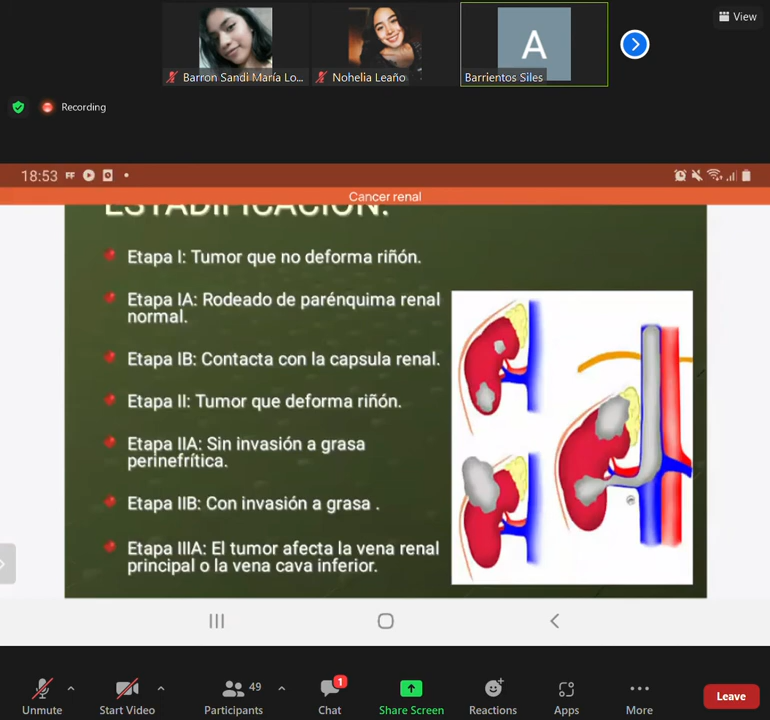 View
A
Barron Sandi María Lo...
Nohelia Leaño
Barrientos Siles
Recording
18:53 FF
Cancer renal
ESTADIFICACIÓN:
Etapa I: Tumor que no deforma riñón.
Etapa IA: Rodeado de parénquima renal
normal.
Etapa IB: Contacta con la capsula renal.
Etapa II: Tumor que deforma riñón.
Etapa IIA: Sin invasión a grasa
perinefrítica.
Etapa IIB: Con invasión a grasa .
Etapa IIIA: El tumor afecta la vena renal
principal o la vena cava inferior.
49
1
Unmute
Start Video
Participants
Chat
Share Screen
Reactions
Apps
More
Leave